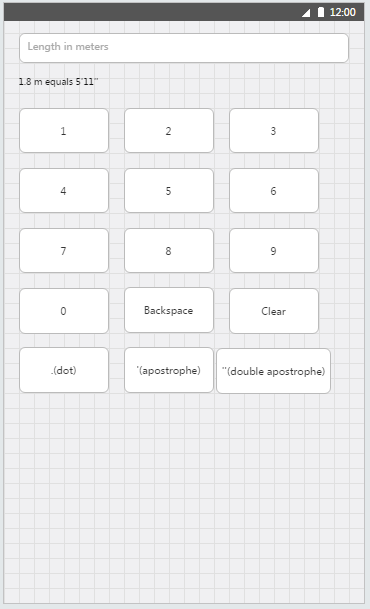 12:00
Length in meters
1.8 m equals 5'11''
1 2 3
4 5 6
7 8 9
0 Backspace Clear
.(dot) '(apostrophe) ''(double apostrophe)